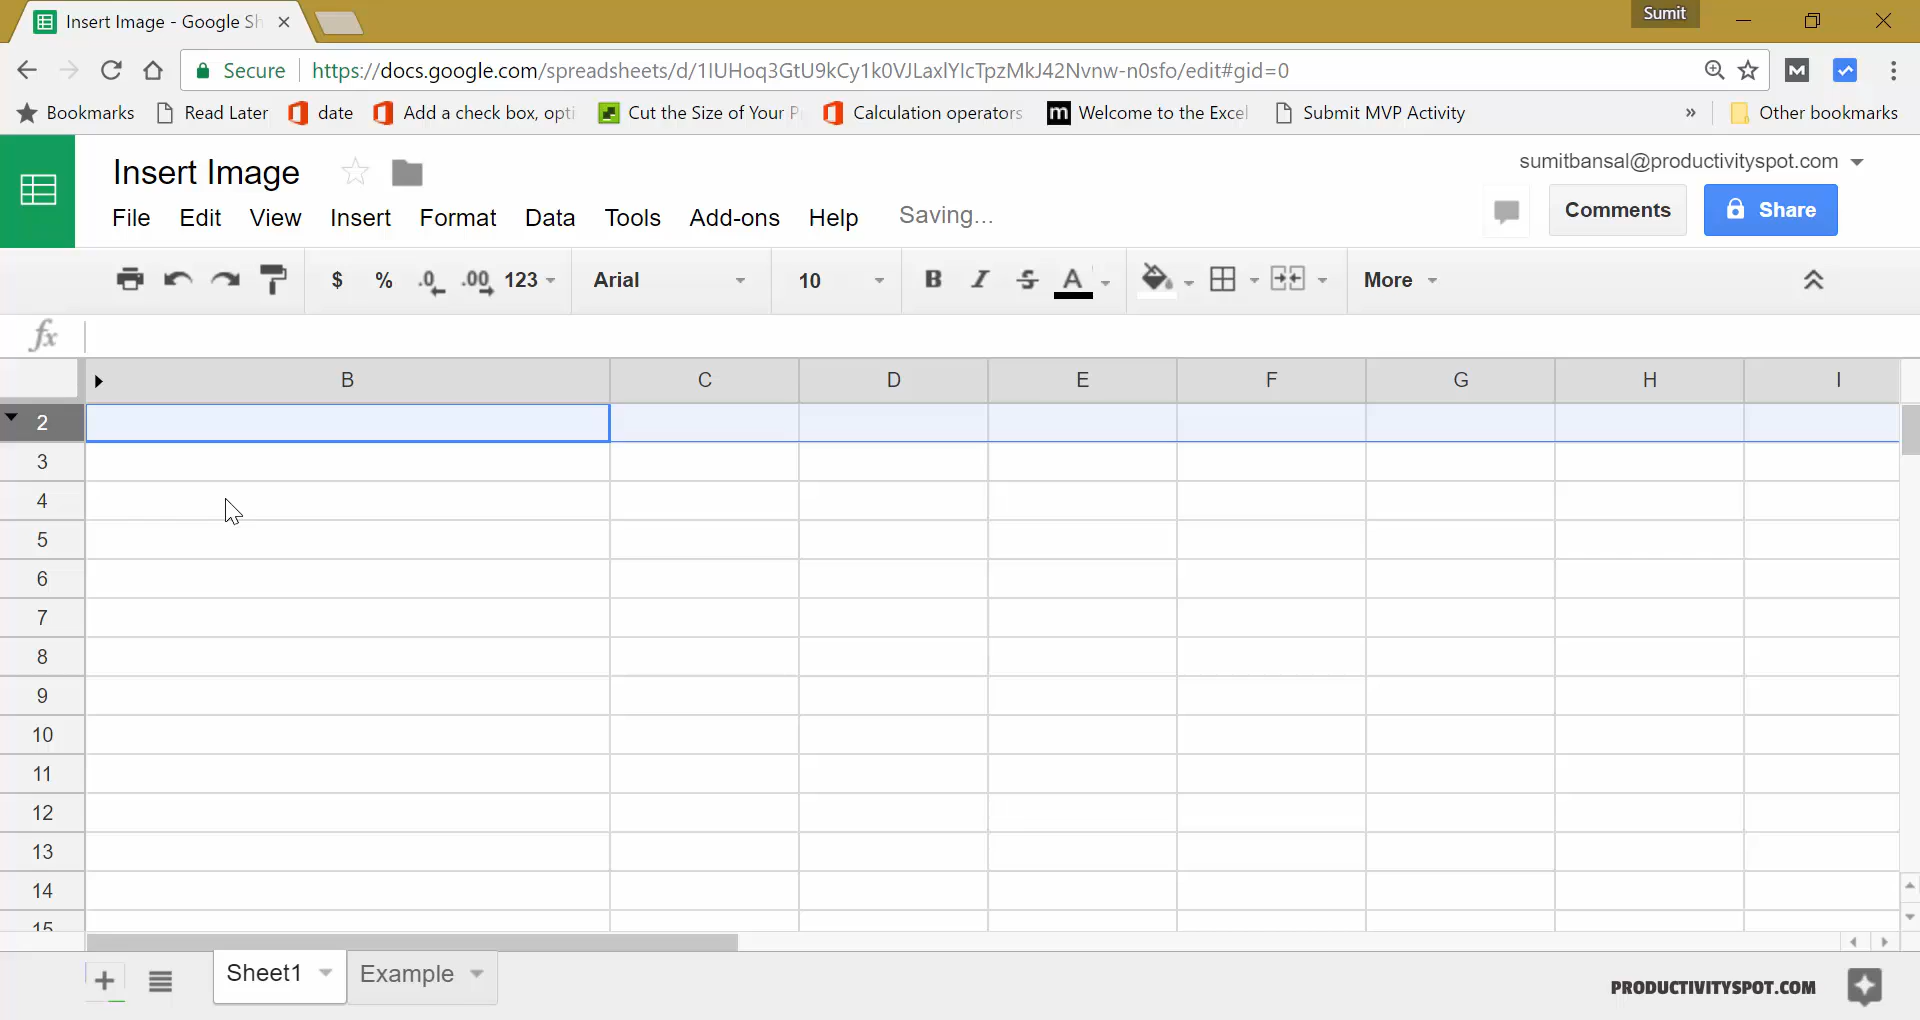 Insert Image - Google Sh
Sumit
Secure https://docs.google.com/spreadsheets/d/1IUHoq3GtU9kCy1k0VJLaxlYIcTpzMkJ42Nvnw-n0sfo/edit#gid=0
Bookmarks Read Later date Add a check box, opti Cut the Size of Your P Calculation operators Welcome to the Excel Submit MVP Activity » Other bookmarks
Insert Image
sumitbansal@productivityspot.com
File Edit View Insert Format Data Tools Add-ons Help Saving...
Comments Share
$ % .0 .00 123 Arial 10 B I S A More
fx
B C D E F G H I
2
3
4
5
6
7
8
9
10
11
12
13
14
15
Sheet1 Example
PRODUCTIVITYSPOT.COM